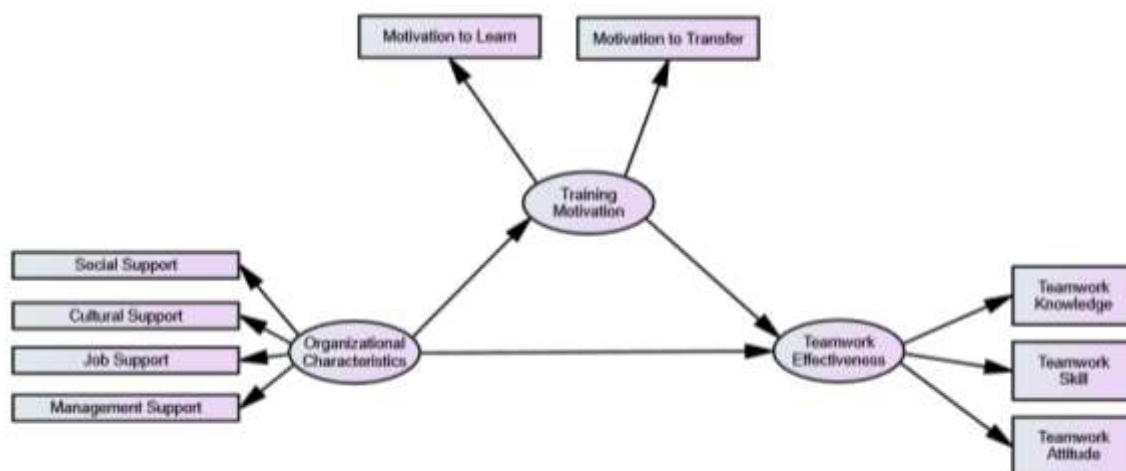 Motivation to Learn
Motivation to Transfer
Training
Motivation
Social Support
Cultural Support
Job Support
Management Support
Organizational
Characteristics
Teamwork
Effectiveness
Teamwork
Knowledge
Teamwork
Skill
Teamwork
Attitude